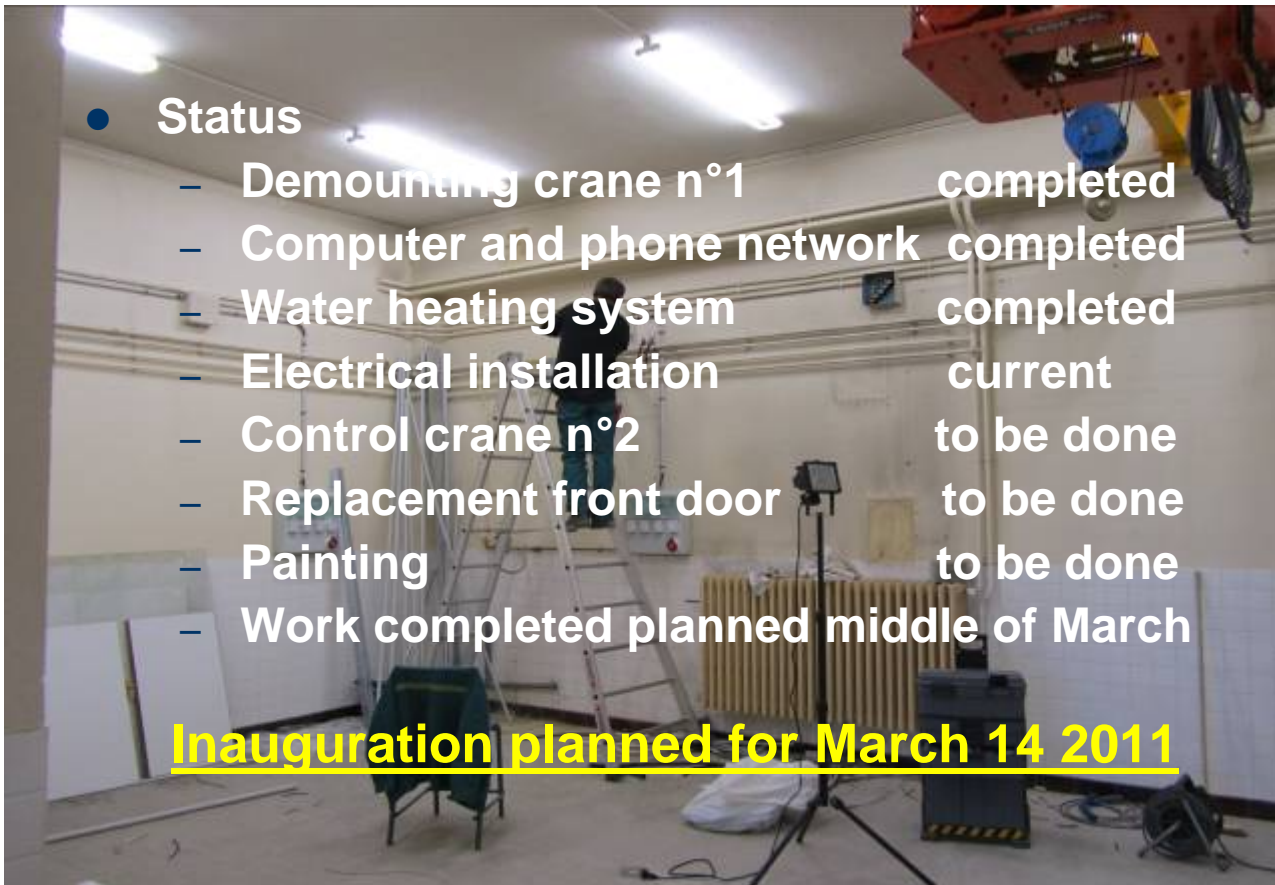 ● Status
– Demounting crane n°1 completed
– Computer and phone network completed
– Water heating system completed
– Electrical installation current
– Control crane n°2 to be done
– Replacement front door to be done
– Painting to be done
– Work completed planned middle of March
Inauguration planned for March 14 2011